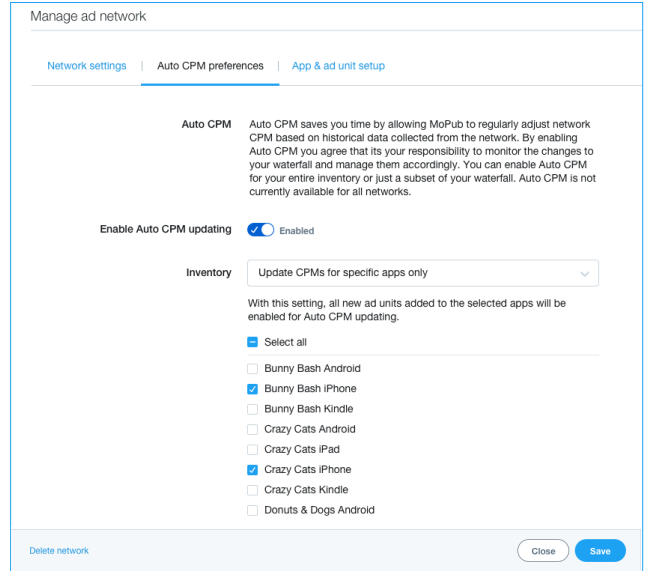 Manage ad network
Network settings | Auto CPM preferences | App & ad unit setup
Auto CPM Auto CPM saves you time by allowing MoPub to regularly adjust network
CPM based on historical data collected from the network. By enabling
Auto CPM you agree that its your responsibility to monitor the changes to
your waterfall and manage them accordingly. You can enable Auto CPM
for your entire inventory or just a subset of your waterfall. Auto CPM is not
currently available for all networks.
Enable Auto CPM updating Enabled
Inventory Update CPMs for specific apps only
With this setting, all new ad units added to the selected apps will be
enabled for Auto CPM updating.
Select all
Bunny Bash Android
Bunny Bash iPhone
Bunny Bash Kindle
Crazy Cats Android
Crazy Cats iPad
Crazy Cats iPhone
Crazy Cats Kindle
Donuts & Dogs Android
Delete network Close Save